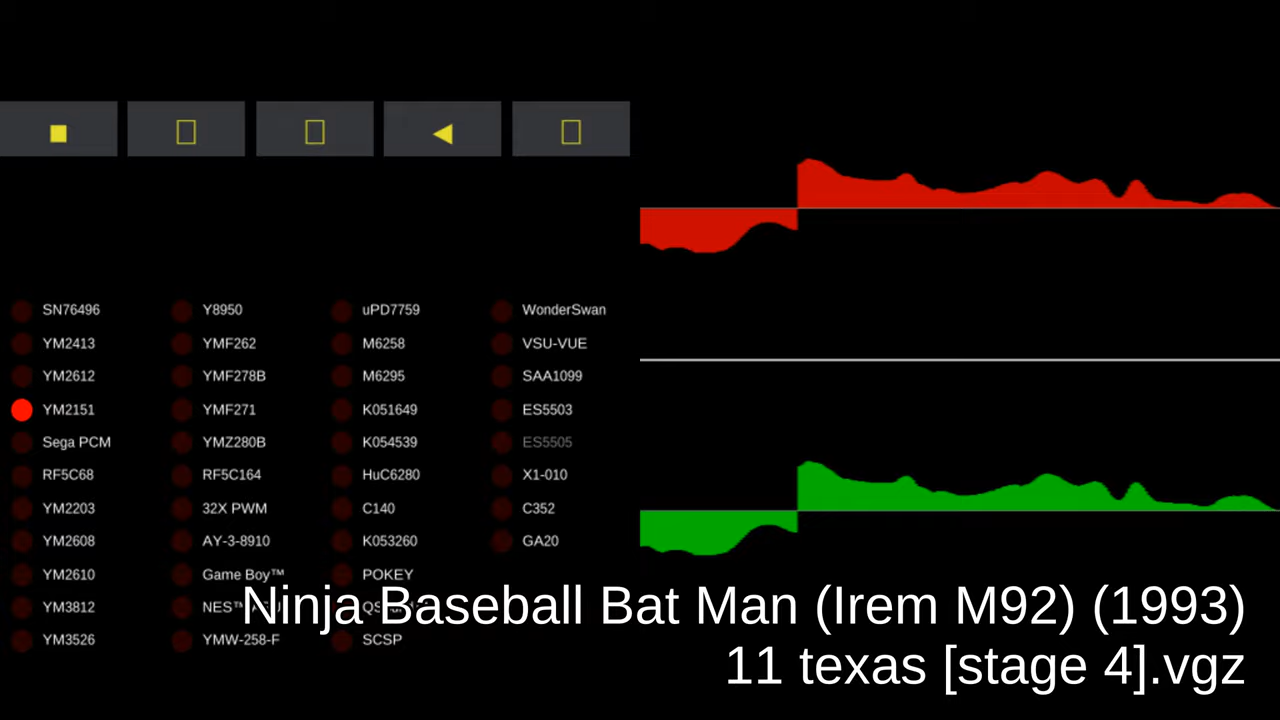 SN76496 Y8950 uPD7759 WonderSwan
YM2413 YMF262 M6258 VSU-VUE
YM2612 YMF278B M6295 SAA1099
YM2151 YMF271 K051649 ES5503
Sega PCM YMZ280B K054539 ES5505
RF5C68 RF5C164 HuC6280 X1-010
YM2203 32X PWM C140 C352
YM2608 AY-3-8910 K053260 GA20
YM2610 Game Boy™ POKEY
YM3812
YM3526 YMW-258-F SCSP
Ninja Baseball Bat Man (Irem M92) (1993)
11 texas [stage 4].vgz